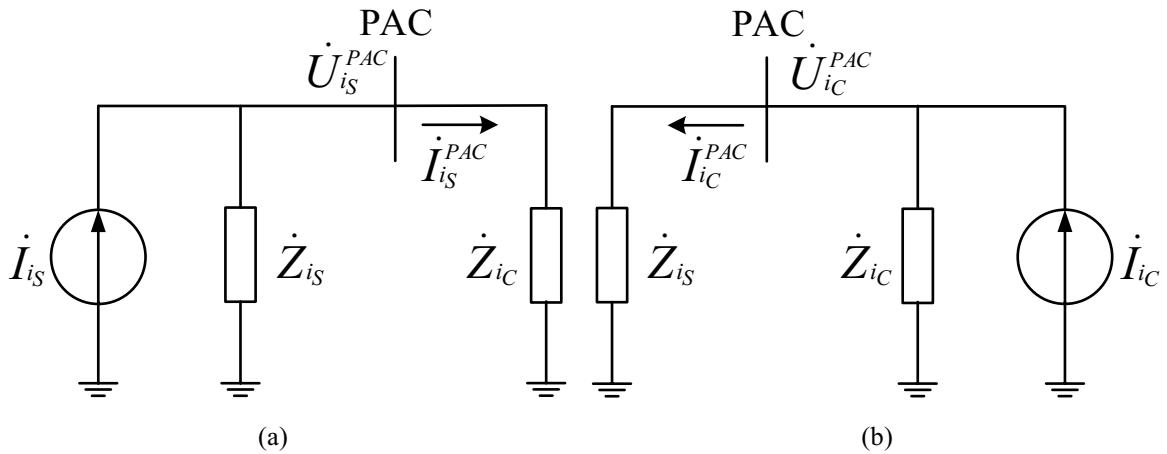 PAC
PAC
U̇_{i_S}^{PAC}
U̇_{i_C}^{PAC}
İ_{i_S}^{PAC}
İ_{i_C}^{PAC}
İ_{i_S}
Ż_{i_S}
Ż_{i_C}
Ż_{i_S}
Ż_{i_C}
İ_{i_C}
(a)
(b)